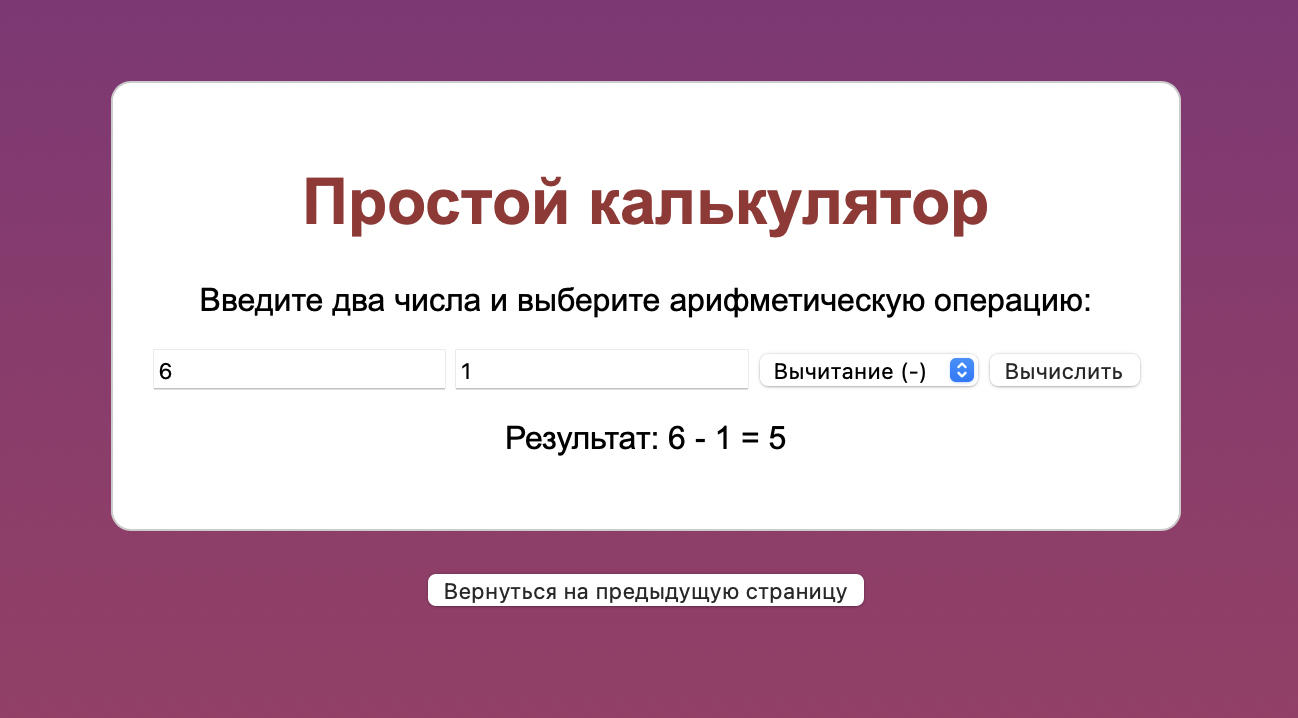 Простой калькулятор
Введите два числа и выберите арифметическую операцию:
6 1 Вычитание (-) Вычислить
Результат: 6 - 1 = 5
Вернуться на предыдущую страницу